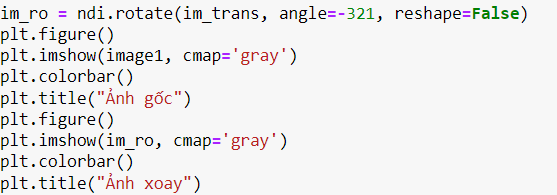 im_ro = ndi.rotate(im_trans, angle=-321, reshape=False)
plt.figure()
plt.imshow(image1, cmap='gray')
plt.colorbar()
plt.title("Ảnh gốc")
plt.figure()
plt.imshow(im_ro, cmap='gray')
plt.colorbar()
plt.title("Ảnh xoay")